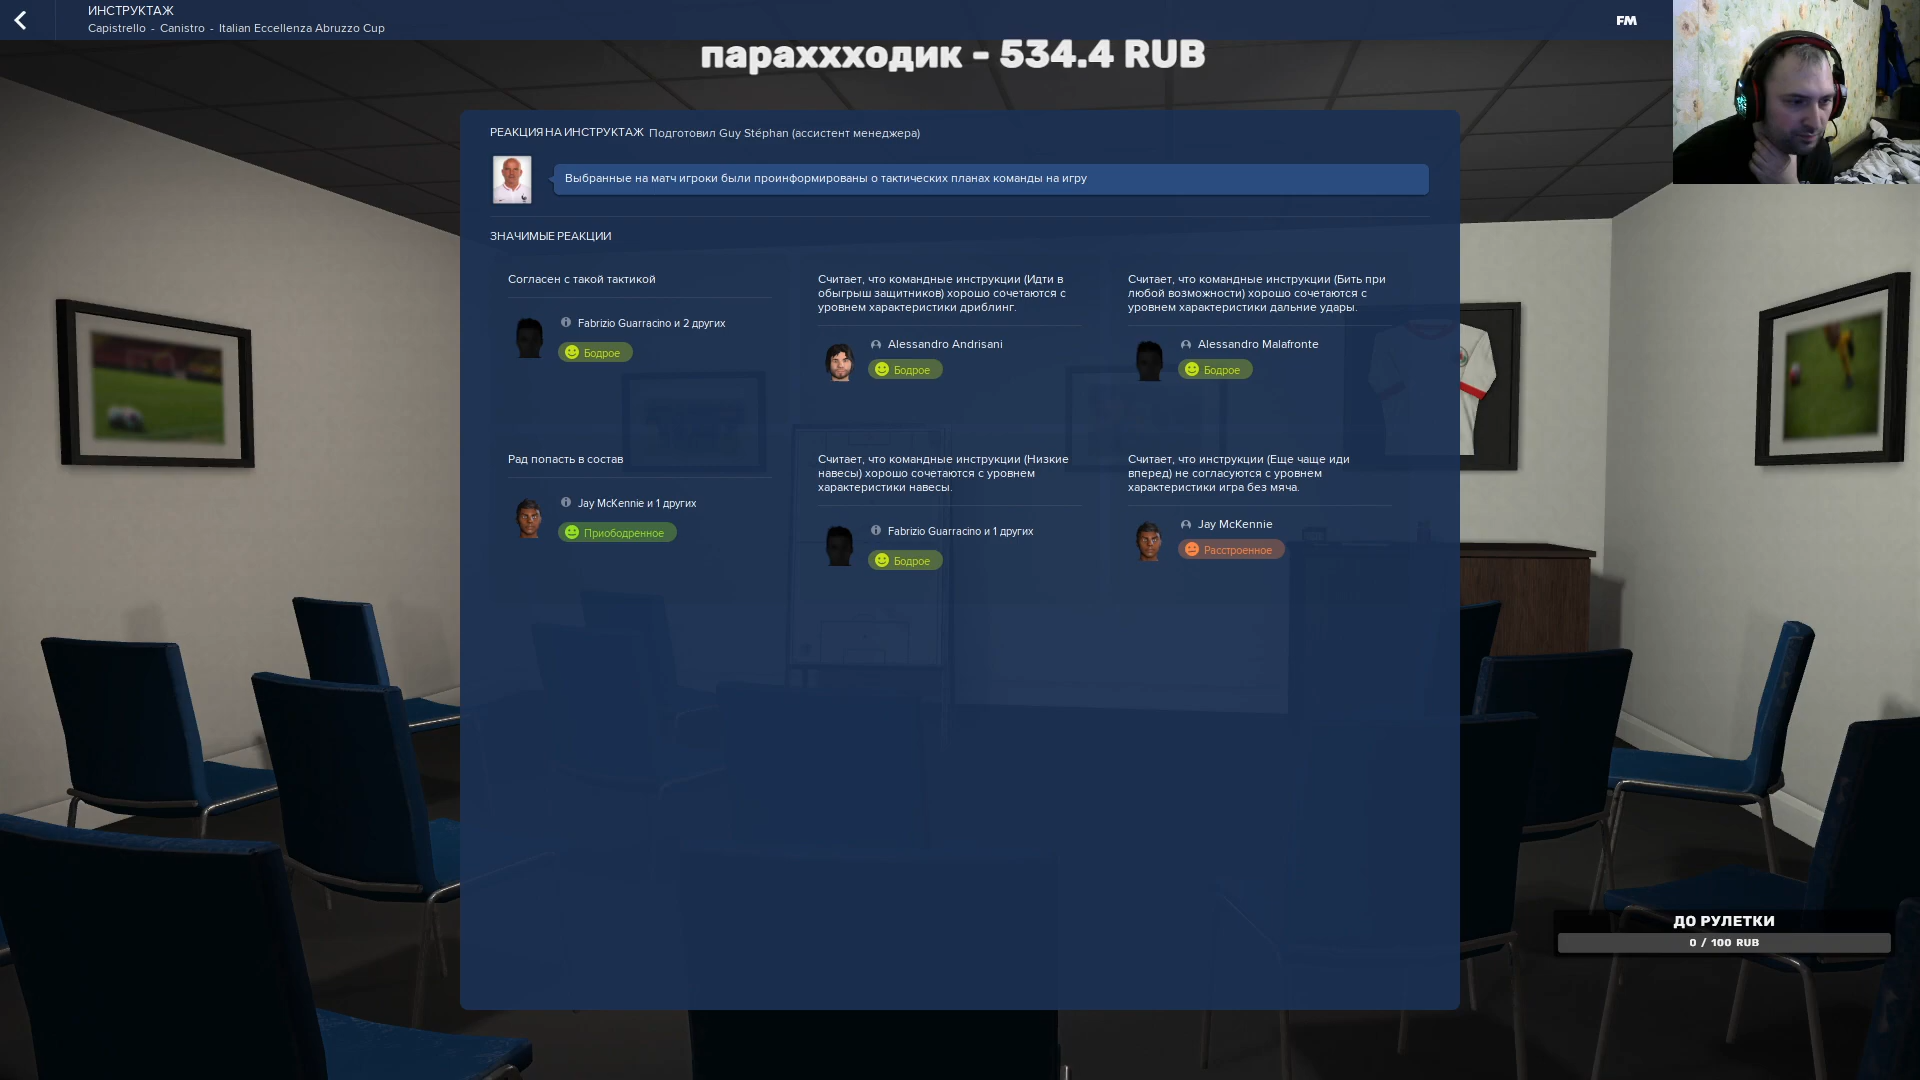 ИНСТРУКТАЖ
Capistrello - Canistro - Italian Eccellenza Abruzzo Cup
FM
параххходик - 534.4 RUB
РЕАКЦИЯ НА ИНСТРУКТАЖ Подготовил Guy Stéphan (ассистент менеджера)
Выбранные на матч игроки были проинформированы о тактических планах команды на игру
ЗНАЧИМЫЕ РЕАКЦИИ
Согласен с такой тактикой
Fabrizio Guarracino и 2 других
Бодрое
Считает, что командные инструкции (Идти в
обыгрыш защитников) хорошо сочетаются с
уровнем характеристики дриблинг.
Alessandro Andrisani
Бодрое
Считает, что командные инструкции (Бить при
любой возможности) хорошо сочетаются с
уровнем характеристики дальние удары.
Alessandro Malafronte
Бодрое
Рад попасть в состав
Jay McKennie и 1 других
Приободренное
Считает, что командные инструкции (Низкие
навесы) хорошо сочетаются с уровнем
характеристики навесы.
Fabrizio Guarracino и 1 других
Бодрое
Считает, что инструкции (Еще чаще иди
вперед) не согласуются с уровнем
характеристики игра без мяча.
Jay McKennie
Расстроенное
ДО РУЛЕТКИ
0 / 100 RUB